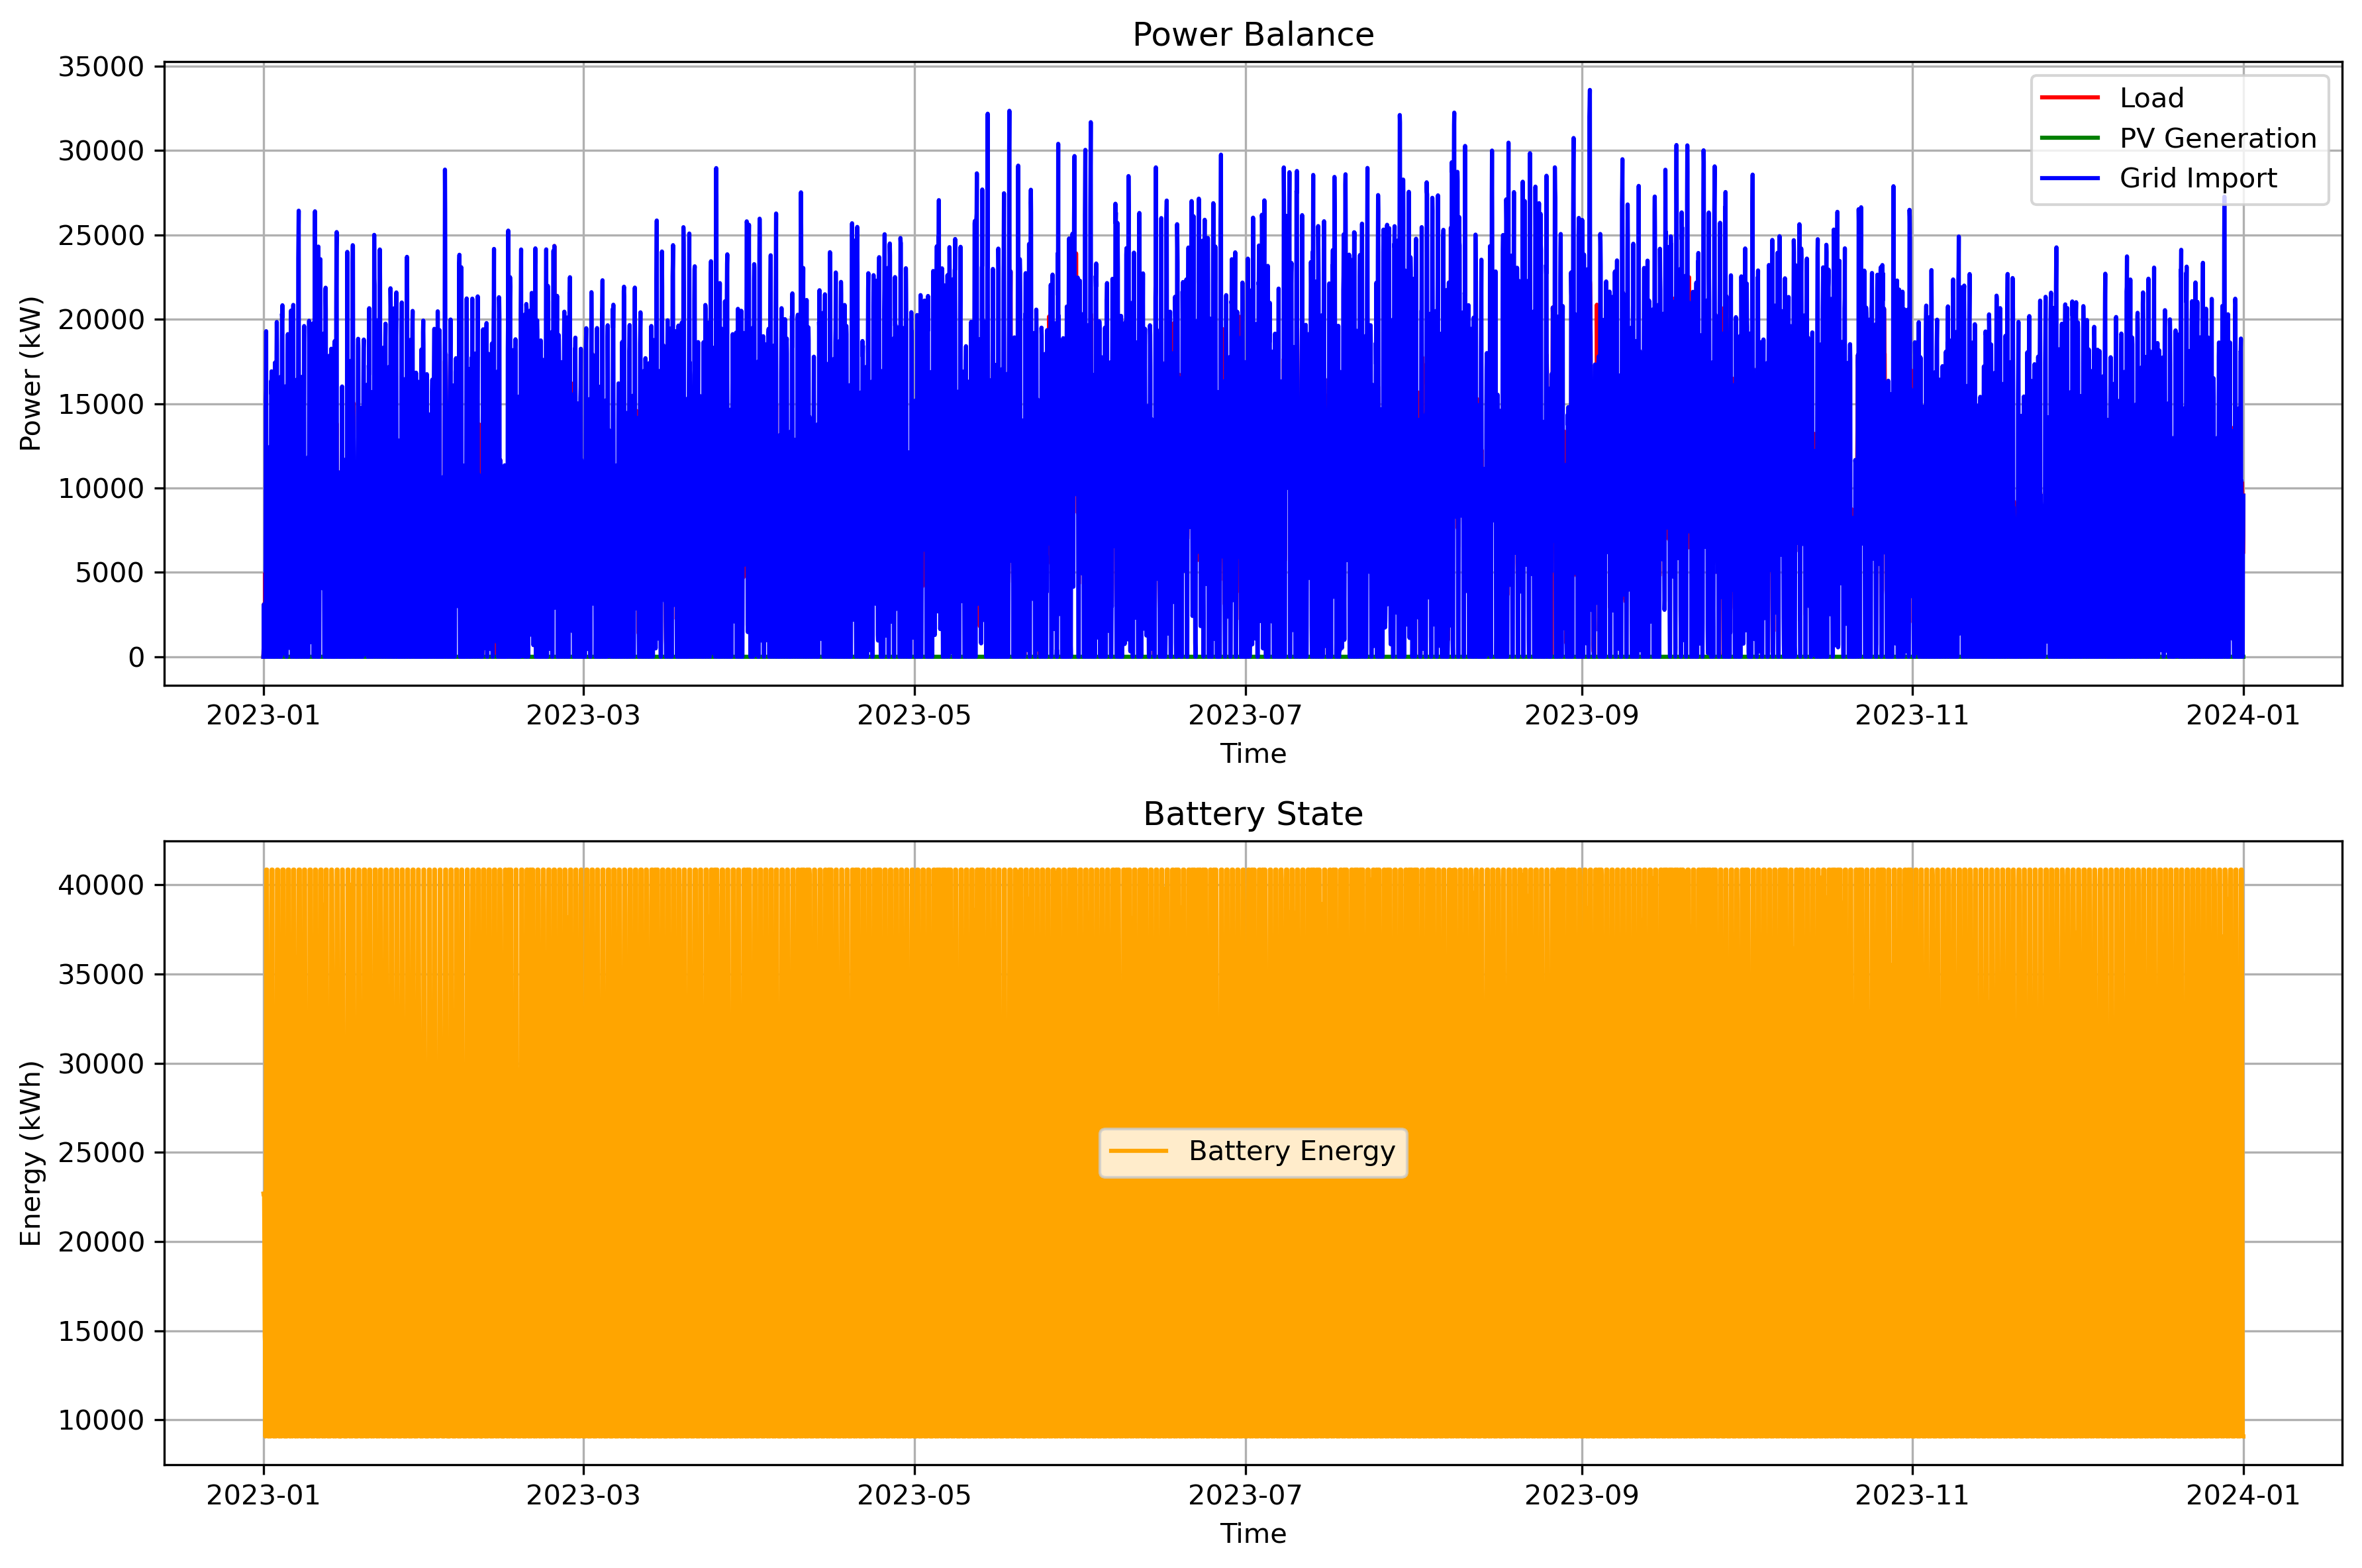 Power Balance
35000
30000
25000
20000
15000
10000
5000
0
Power (kW)
Load
PV Generation
Grid Import
2023-01 2023-03 2023-05 2023-07 2023-09 2023-11 2024-01
Time
Battery State
40000
35000
30000
25000
20000
15000
10000
Energy (kWh)
Battery Energy
2023-01 2023-03 2023-05 2023-07 2023-09 2023-11 2024-01
Time